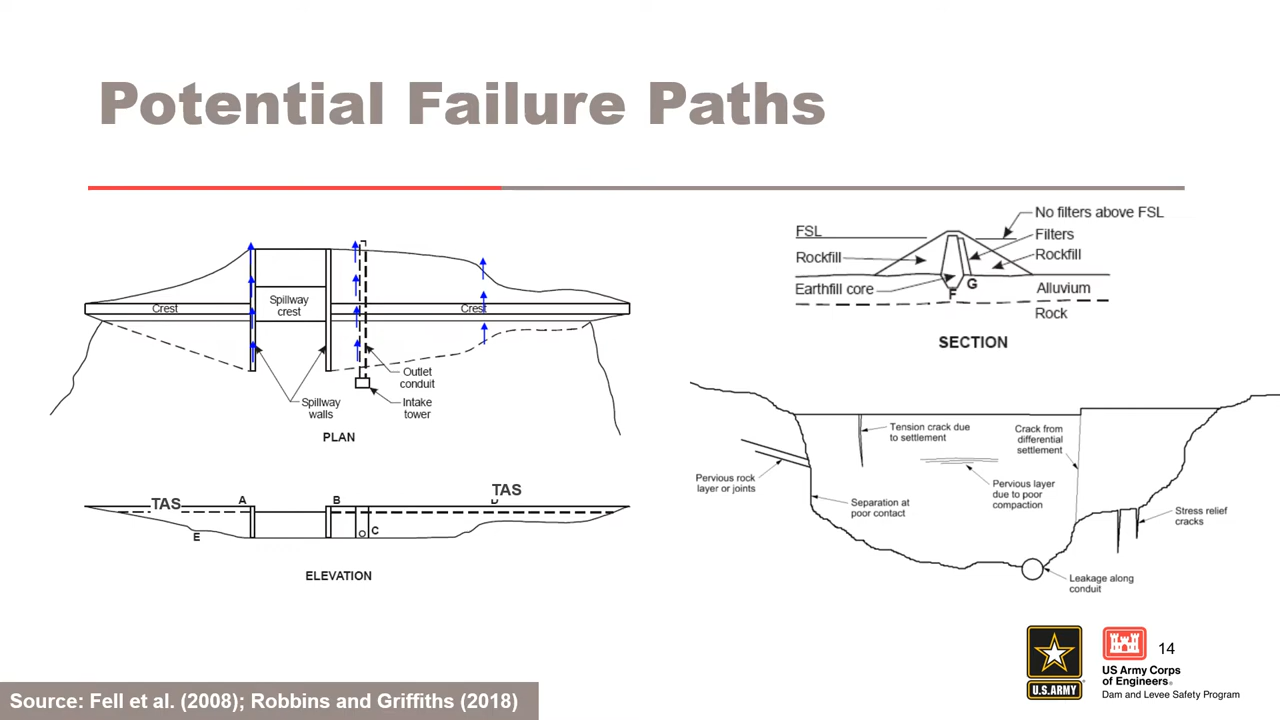 Potential Failure Paths
Crest
Spillway
crest
Crest
Outlet
conduit
Spillway
walls
Intake
tower
PLAN
TAS
A
B
TAS
D
E
C
ELEVATION
No filters above FSL
FSL
Filters
Rockfill
Rockfill
Earthfill core
G
F
Alluvium
Rock
SECTION
Tension crack due
to settlement
Crack from
differential
settlement
Pervious rock
layer or joints
Pervious layer
due to poor
compaction
Separation at
poor contact
Stress relief
cracks
Leakage along
conduit
14
U.S.ARMY
US Army Corps
of Engineers®
Dam and Levee Safety Program
Source: Fell et al. (2008); Robbins and Griffiths (2018)